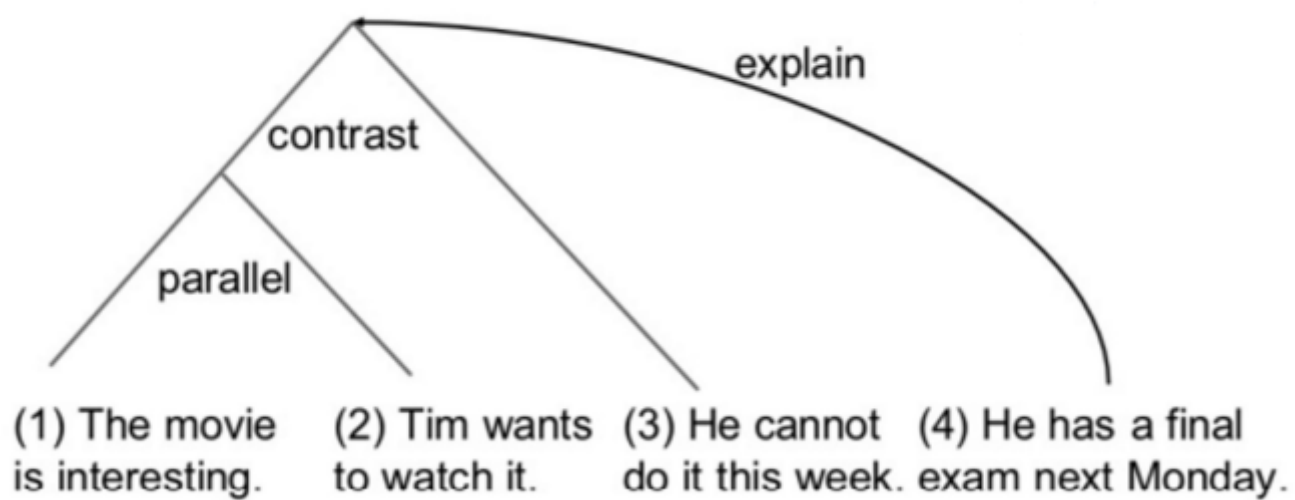 explain
contrast
parallel
(1) The movie
is interesting.
(2) Tim wants
to watch it.
(3) He cannot
do it this week.
(4) He has a final
exam next Monday.